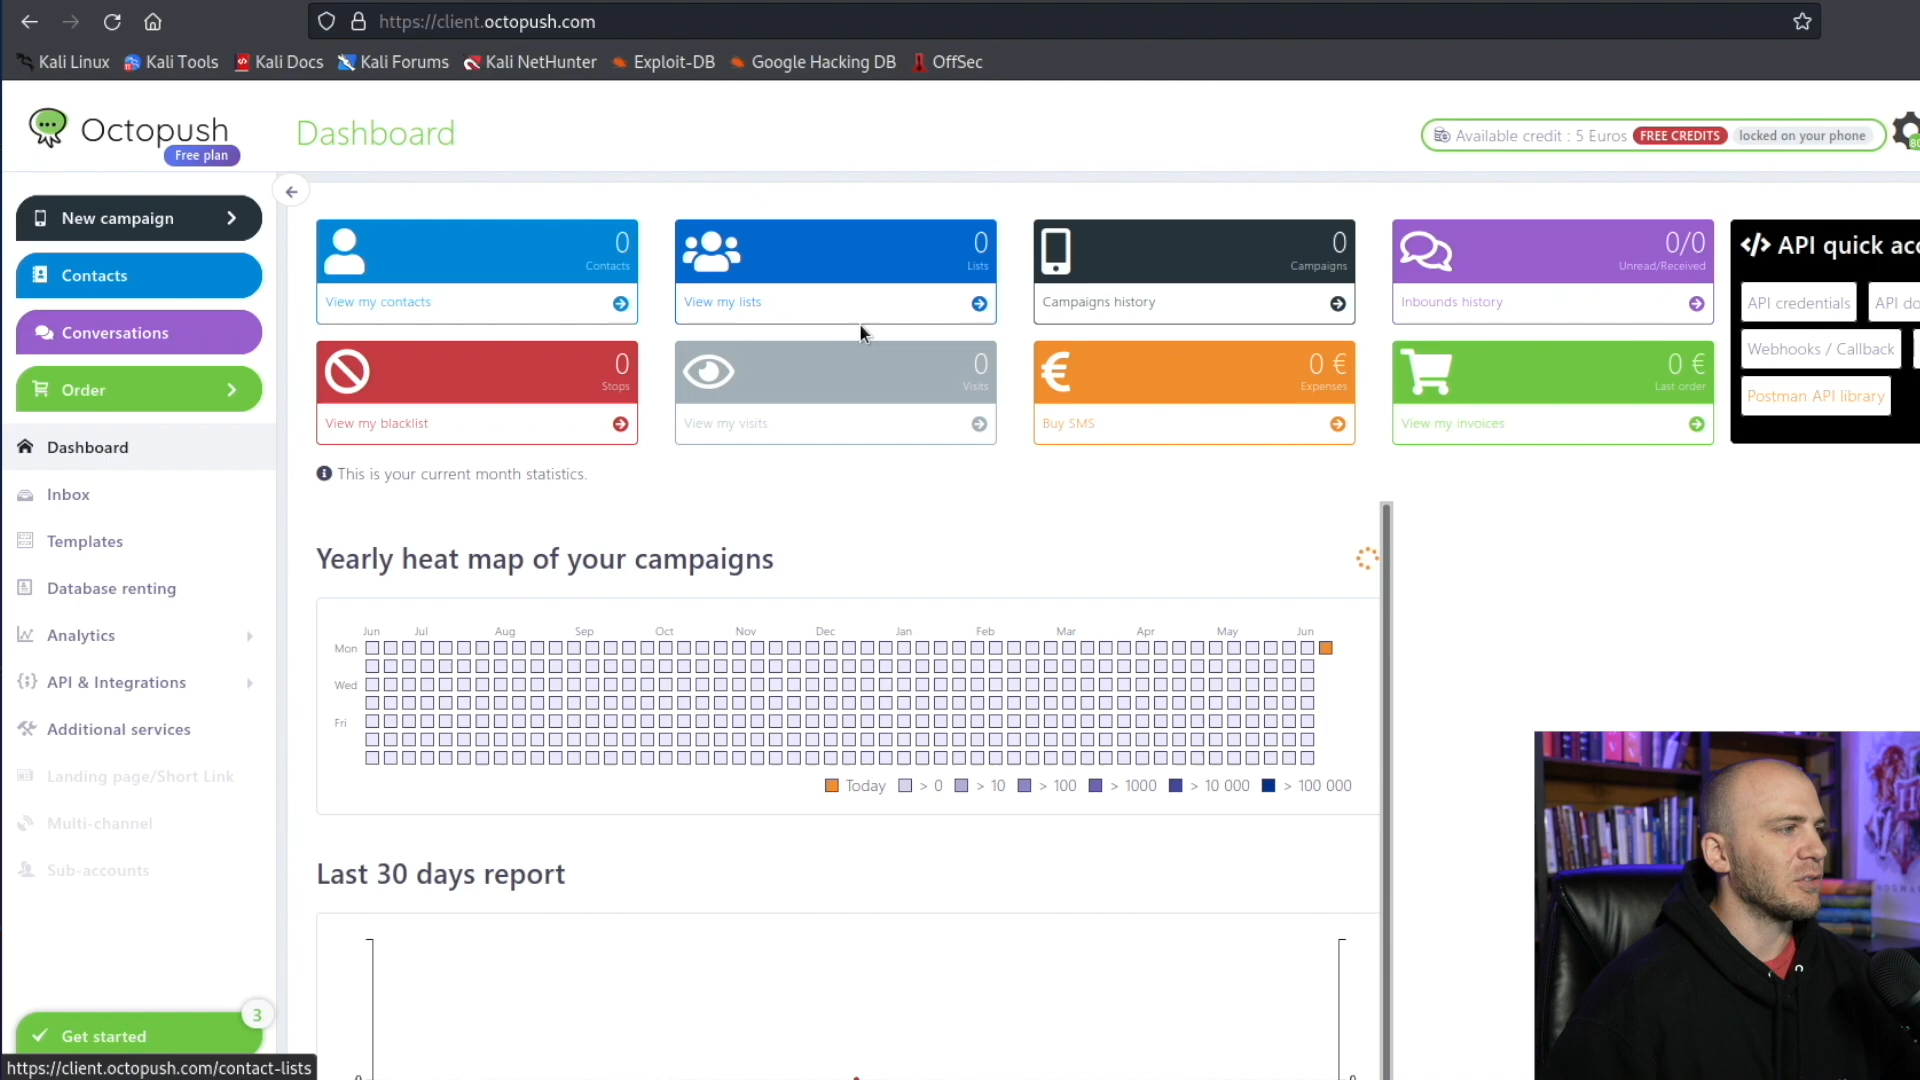 https://client.octopush.com
Kali Linux Kali Tools Kali Docs Kali Forums Kali NetHunter Exploit-DB Google Hacking DB OffSec
Octopush
Free plan
Dashboard
Available credit : 5 Euros FREE CREDITS locked on your phone
New campaign
Contacts
Conversations
Order
Dashboard
Inbox
Templates
Database renting
Analytics
API & Integrations
Additional services
Landing page/Short Link
Multi-channel
Sub-accounts
Get started
3
https://client.octopush.com/contact-lists
0
Contacts
View my contacts
0
Lists
View my lists
0
Campaigns
Campaigns history
0/0
Unread/Received
Inbounds history
0
Stops
View my blacklist
0
Visits
View my visits
0 €
Expenses
Buy SMS
0 €
Last order
View my invoices
</> API quick acc
API credentials API do
Webhooks / Callback
Postman API library
This is your current month statistics.
Yearly heat map of your campaigns
Jun Jul Aug Sep Oct Nov Dec Jan Feb Mar Apr May Jun
Mon
Wed
Fri
Today > 0 > 10 > 100 > 1000 > 10 000 > 100 000
Last 30 days report
0 0